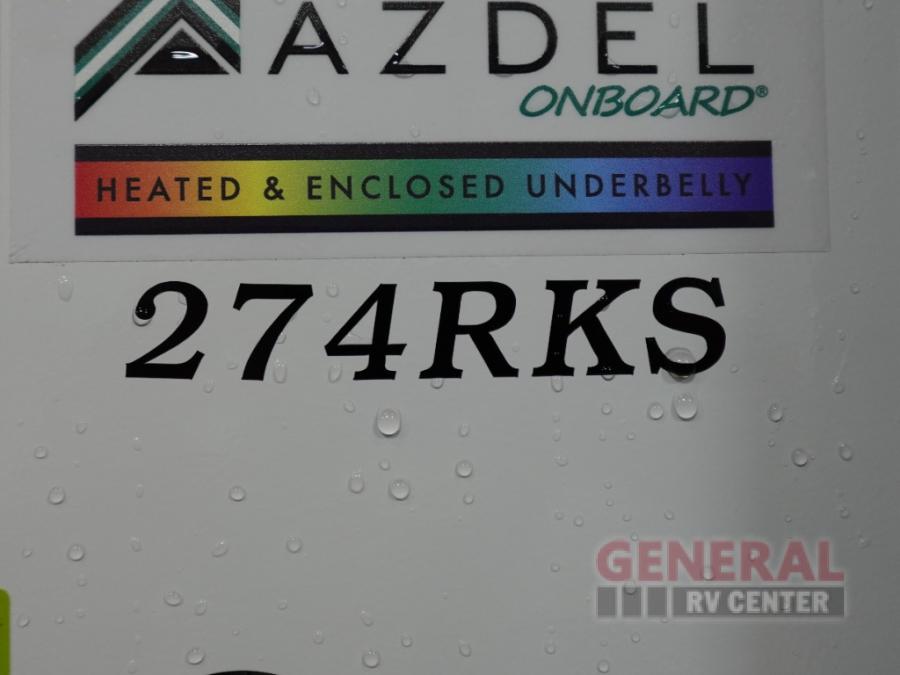 AZDEL
ONBOARD®
HEATED & ENCLOSED UNDERBELLY
274RKS
GENERAL
RV CENTER